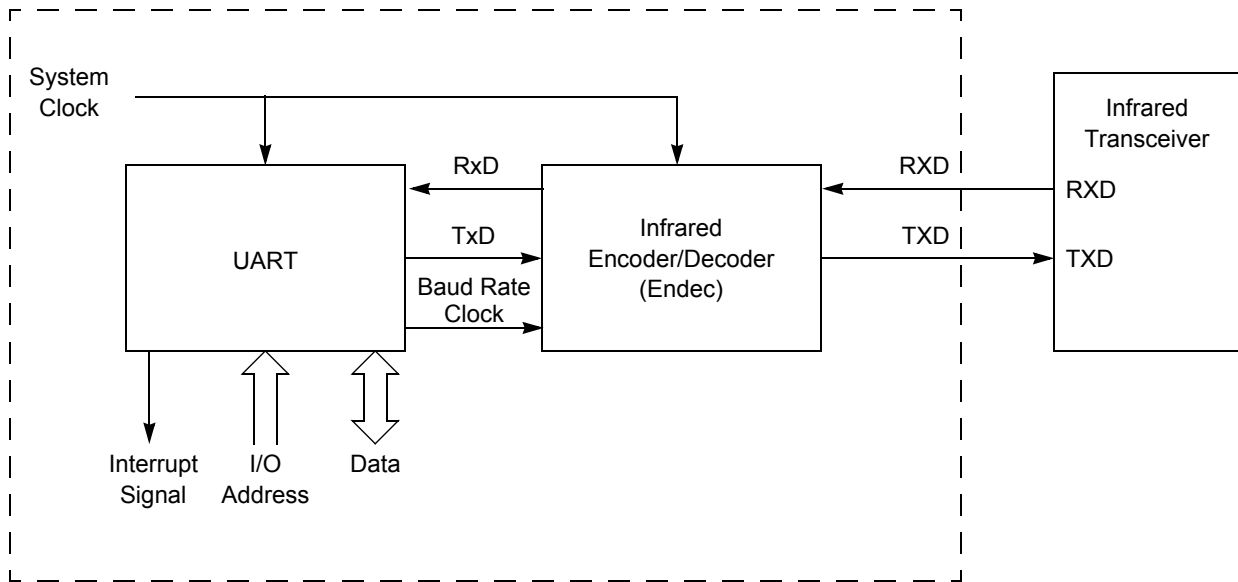 System
Clock
Infrared
Transceiver
RxD
RXD
RXD
UART
TxD
Infrared
Encoder/Decoder
(Endec)
TXD
TXD
Baud Rate
Clock
Interrupt
Signal
I/O
Address
Data